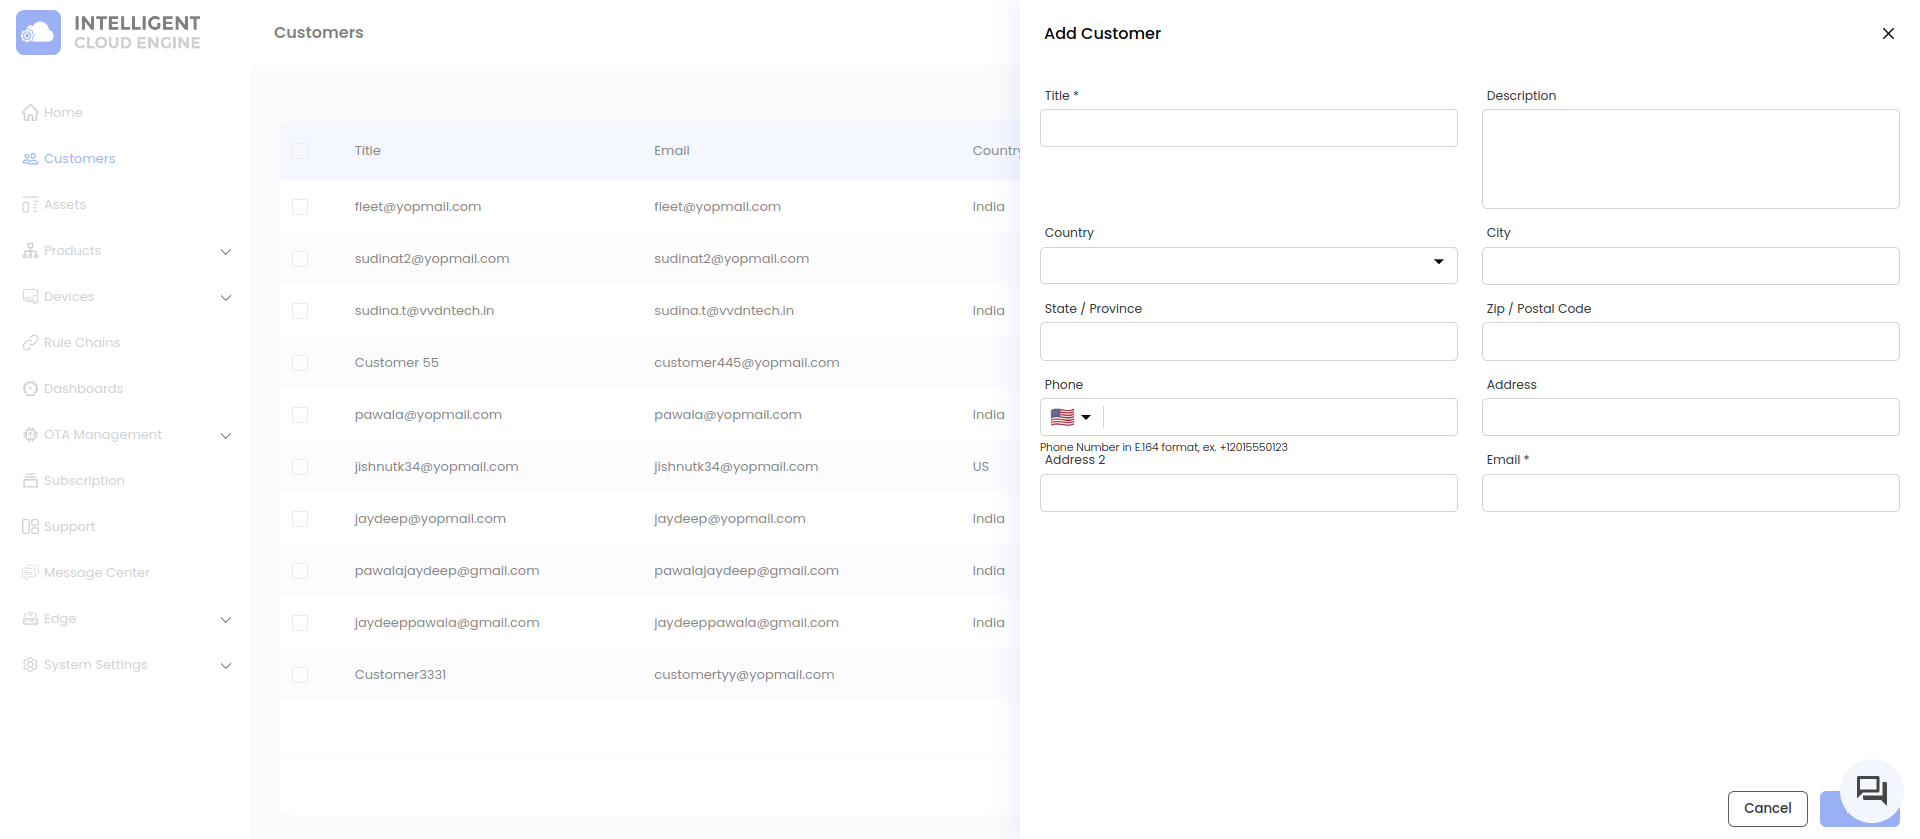 INTELLIGENT
CLOUD ENGINE
Customers
Add Customer
Home
Customers
Assets
Products
Devices
Rule Chains
Dashboards
OTA Management
Subscription
Support
Message Center
Edge
System Settings
Title Email Country
fleet@yopmail.com fleet@yopmail.com India
sudinat2@yopmail.com sudinat2@yopmail.com
sudina.t@vvdntech.in sudina.t@vvdntech.in India
Customer 55 customer445@yopmail.com
pawala@yopmail.com pawala@yopmail.com India
jishnutk34@yopmail.com jishnutk34@yopmail.com US
jaydeep@yopmail.com jaydeep@yopmail.com India
pawalajaydeep@gmail.com pawalajaydeep@gmail.com India
jaydeeppawala@gmail.com jaydeeppawala@gmail.com India
Customer3331 customertyy@yopmail.com
Title * Description
Country City
State / Province Zip / Postal Code
Phone Address
Phone Number in E.164 format, ex. +12015550123
Address 2 Email *
Cancel